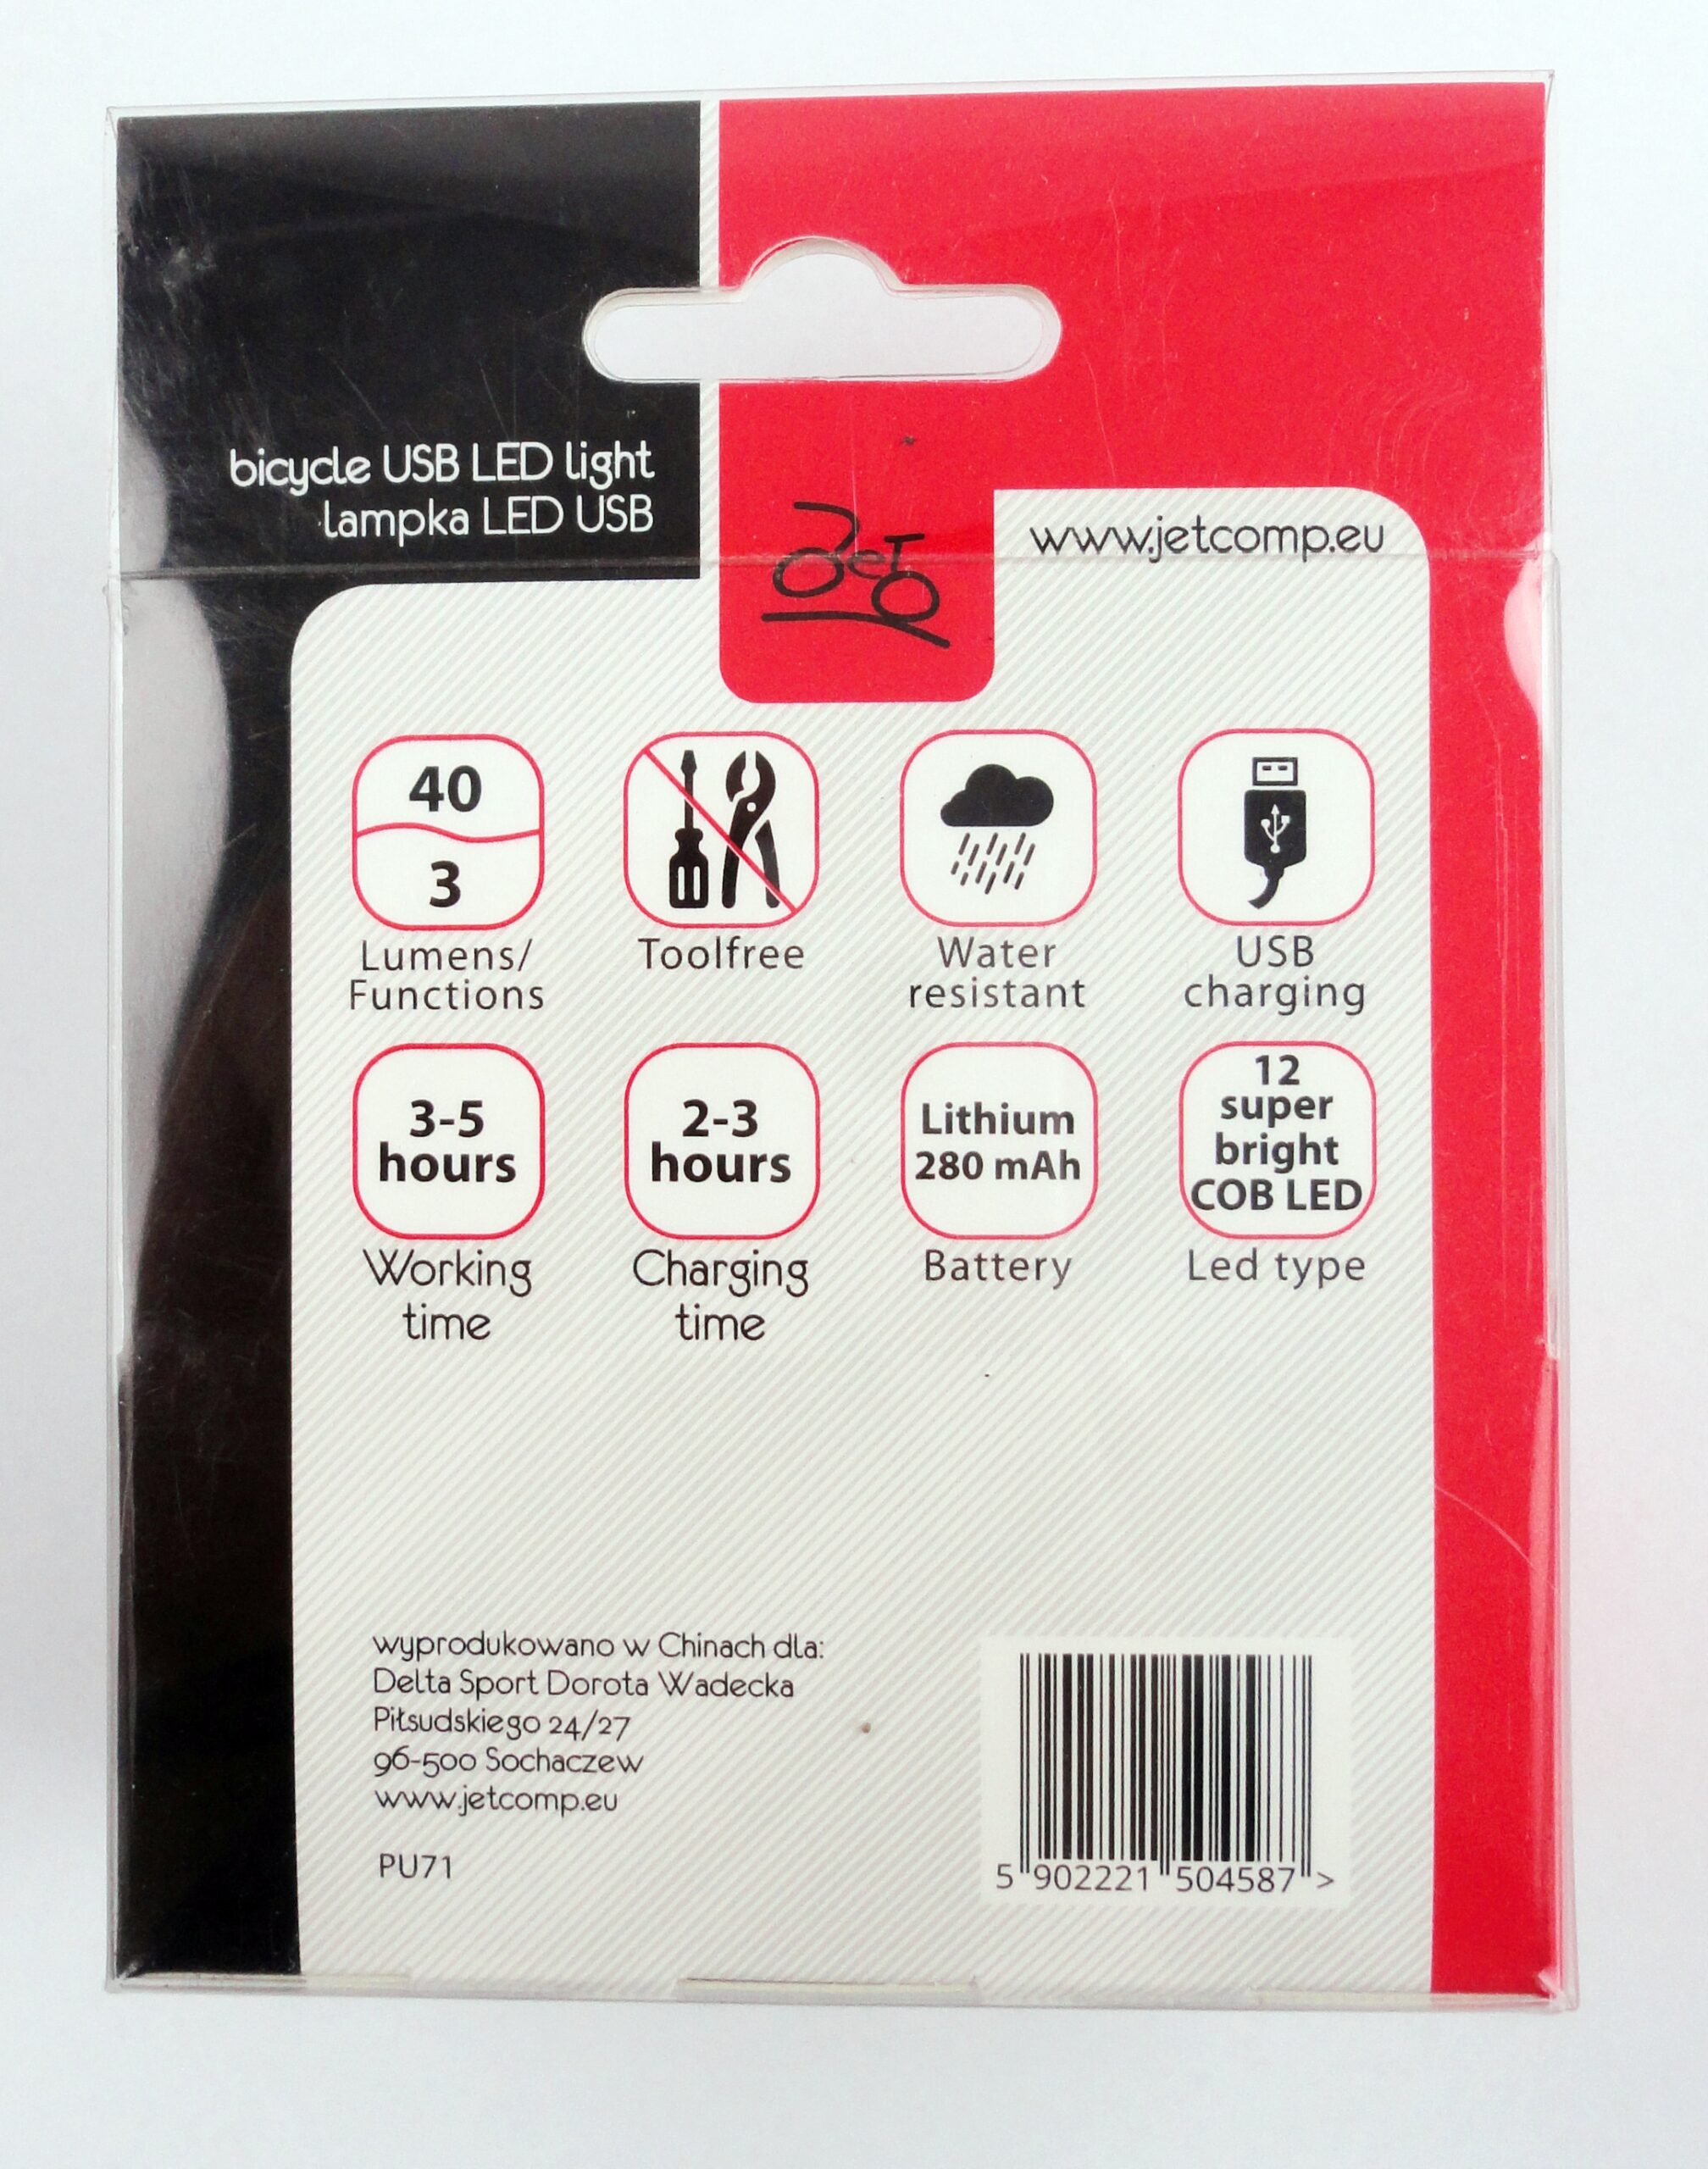 bicycle USB LED light
lampka LED USB
JeT
www.jetcomp.eu
40
3
Lumens/
Functions
Toolfree
Water
resistant
USB
charging
3-5
hours
Working
time
2-3
hours
Charging
time
Lithium
280 mAh
Battery
12
super
bright
COB LED
Led type
wyprodukowano w Chinach dla:
Delta Sport Dorota Wadecka
Piłsudskiego 24/27
96-500 Sochaczew
www.jetcomp.eu
PU71
5 902221 504587 >